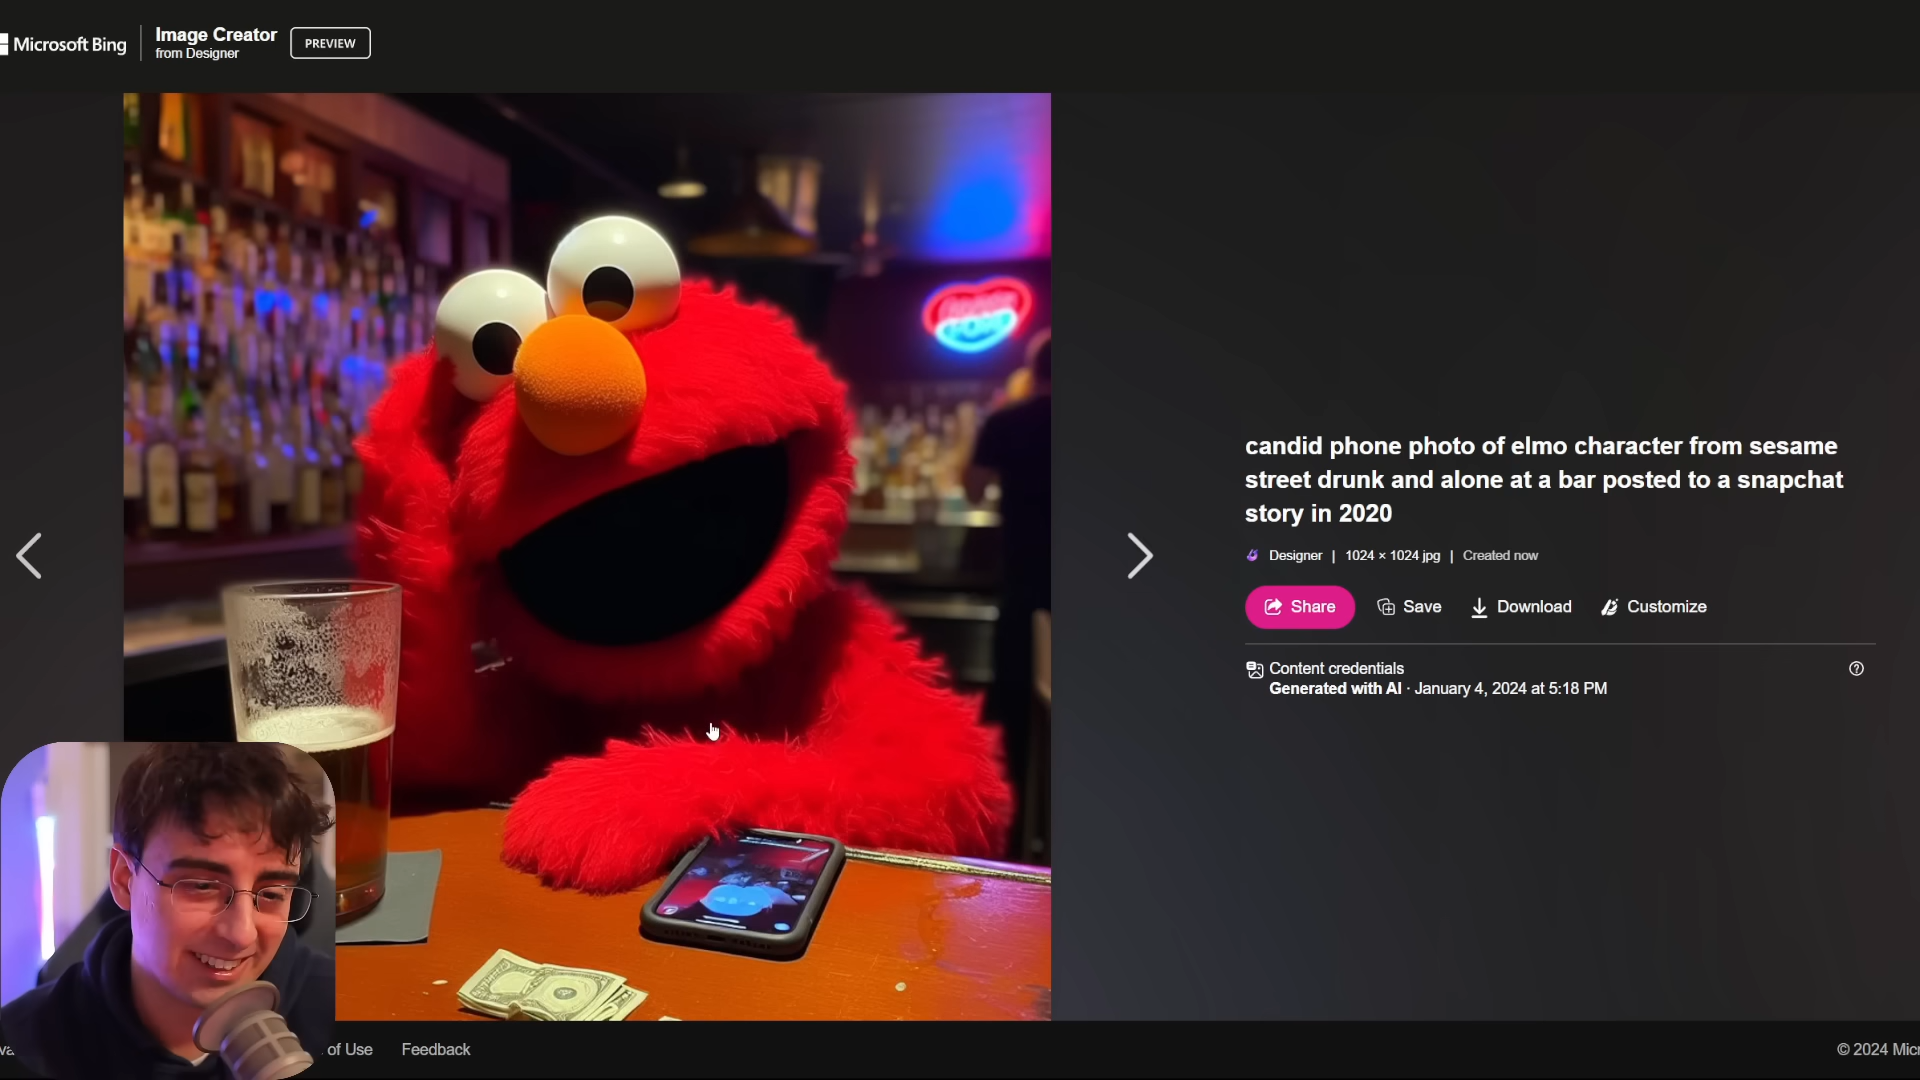 Microsoft Bing
Image Creator
from Designer
PREVIEW
candid phone photo of elmo character from sesame
street drunk and alone at a bar posted to a snapchat
story in 2020
Designer | 1024 × 1024 jpg | Created now
Share
Save
Download
Customize
Content credentials
Generated with AI · January 4, 2024 at 5:18 PM
of Use
Feedback
© 2024 Micr